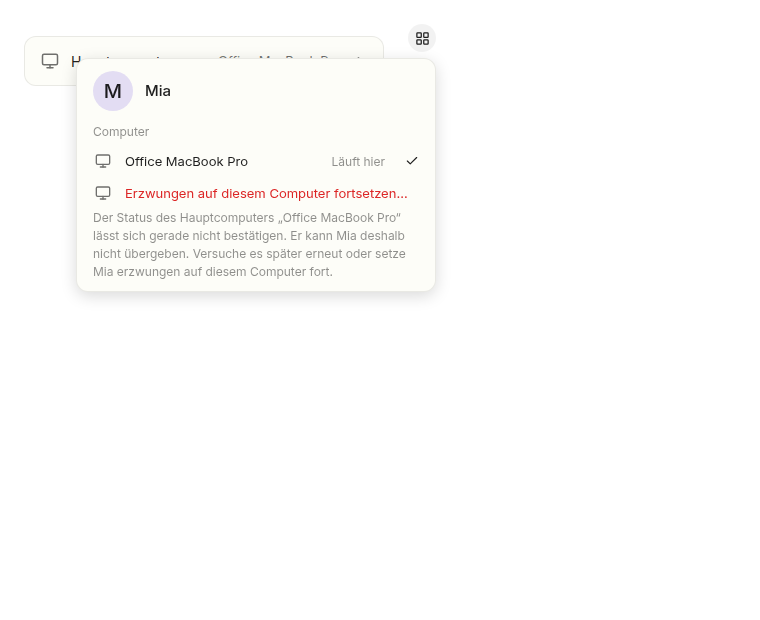 M
Mia
Computer
Office MacBook Pro Läuft hier
Erzwungen auf diesem Computer fortsetzen...
Der Status des Hauptcomputers „Office MacBook Pro“
lässt sich gerade nicht bestätigen. Er kann Mia deshalb
nicht übergeben. Versuche es später erneut oder setze
Mia erzwungen auf diesem Computer fort.